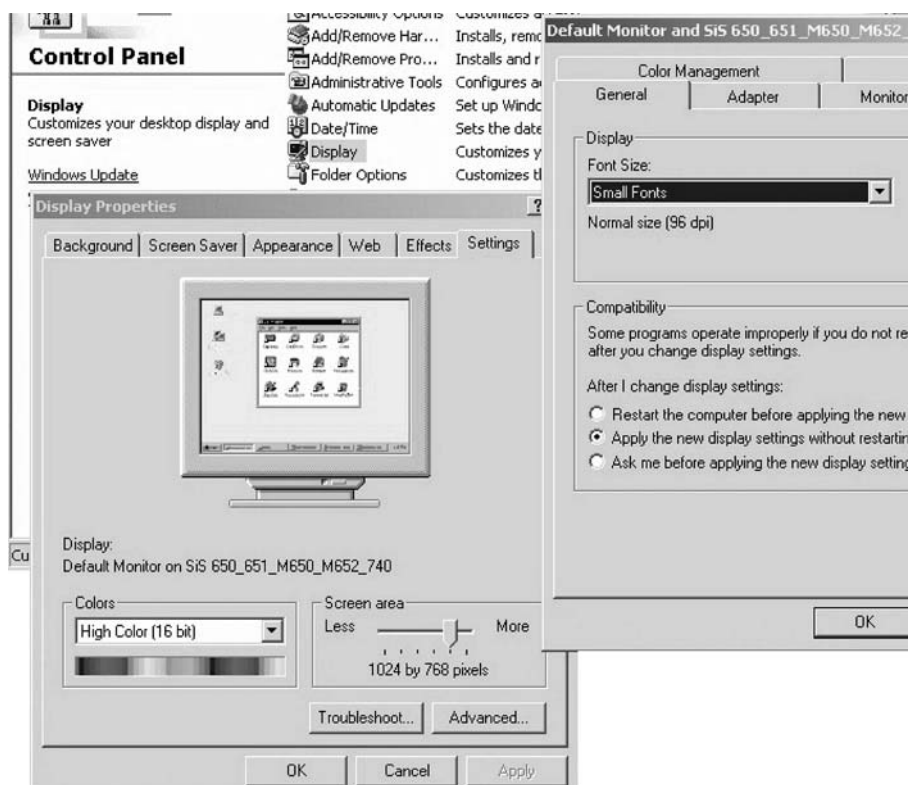 Control Panel
Display
Customizes your desktop display and
screen saver
Windows Update
Accessibility Options Customizes
Add/Remove Har... Installs, remo
Add/Remove Pro... Installs and r
Administrative Tools Configures a
Automatic Updates Set up Windo
Date/Time Sets the date
Display Customizes y
Folder Options Customizes t
Cu
Display Properties ?
Background Screen Saver Appearance Web Effects Settings
Display:
Default Monitor on SiS 650_651_M650_M652_740
Colors
High Color (16 bit)
Screen area
Less More
1024 by 768 pixels
Troubleshoot... Advanced...
OK Cancel Apply
Default Monitor and SiS 650_651_M650_M652_
Color Management
General Adapter Monitor
Display
Font Size:
Small Fonts
Normal size (96 dpi)
Compatibility
Some programs operate improperly if you do not re
after you change display settings.
After I change display settings:
Restart the computer before applying the new
Apply the new display settings without restartin
Ask me before applying the new display setting
OK